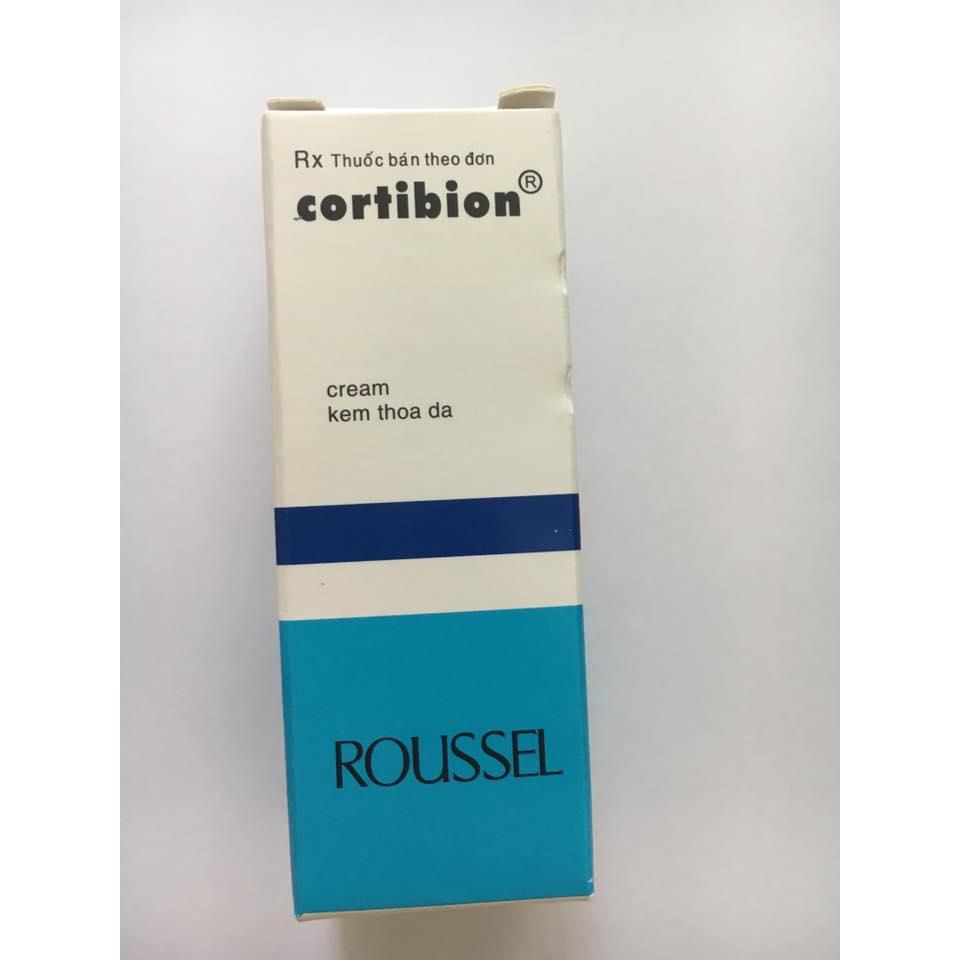 Rx Thuốc bán theo đơn
cortibion®
cream
kem thoa da
ROUSSEL